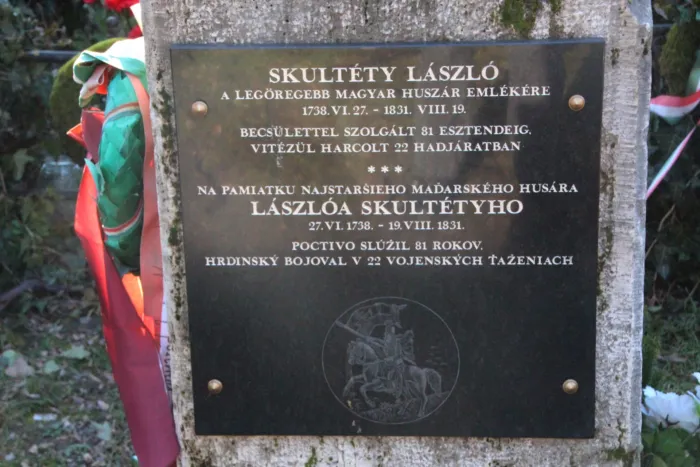 SKULTÉTY LÁSZLÓ
A LEGÖREGEBB MAGYAR HUSZÁR EMLÉKÉRE
1738. VI. 27. - 1831. VIII. 19.
BECSÜLETTEL SZOLGÁLT 81 ESZTENDEIG.
VITÉZÜL HARCOLT 22 HADJÁRATBAN
* * *
NA PAMIATKU NAJSTARŠIEHO MAĎARSKÉHO HUSÁRA
LÁSZLÓA SKULTÉTYHO
27. VI. 1738. - 19. VIII. 1831.
POCTIVO SLÚŽIL 81 ROKOV.
HRDINSKÝ BOJOVAL V 22 VOJENSKÝCH ŤAŽENIACH